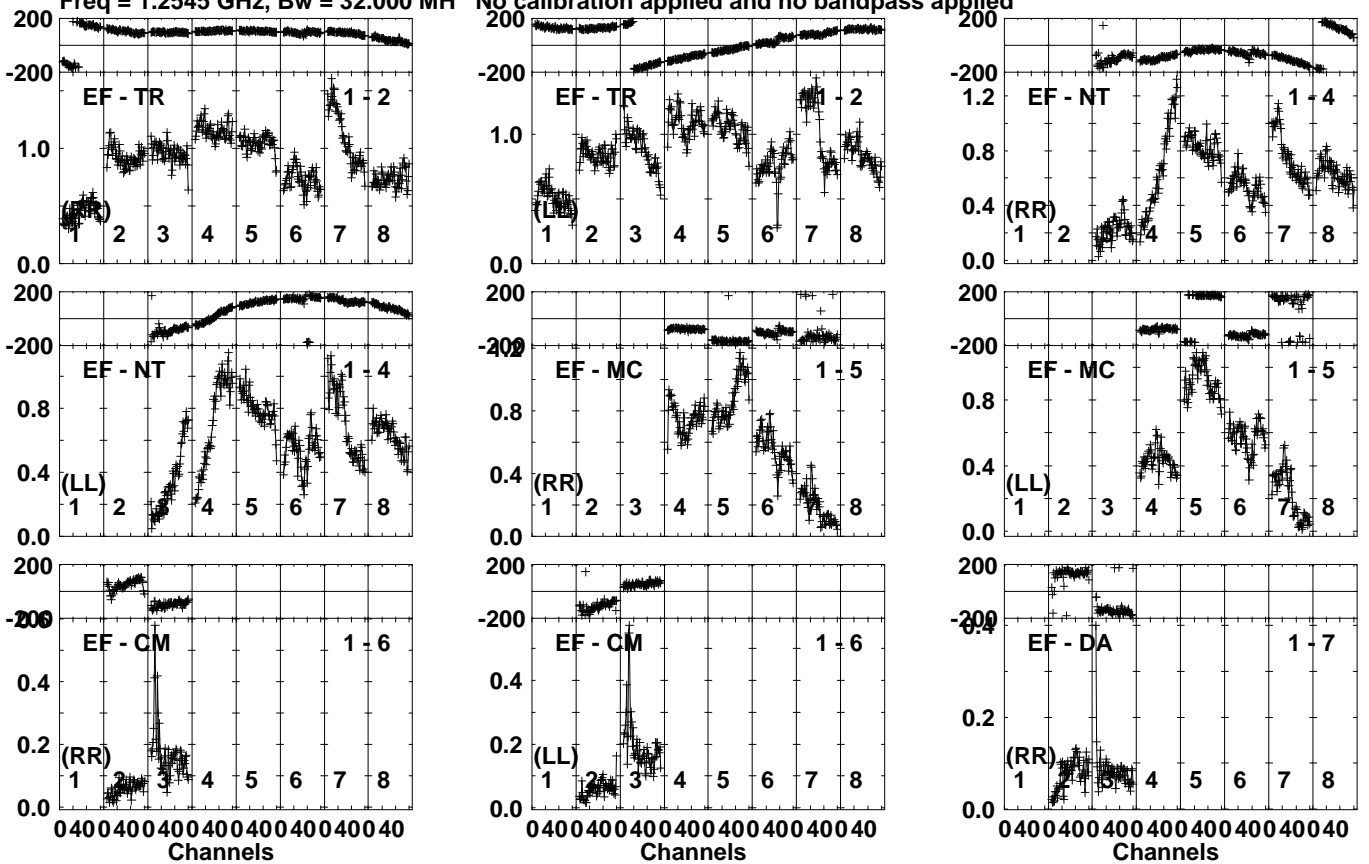 Freq = 1.2545 GHz, Bw = 32.000 MH   No calibration applied and no bandpass applied
200 200 200
-200 -200 -200
EF - TR 1 - 2 EF - TR 1 - 2 EF - NT 1 - 4
1.2
1.0 1.0 0.8
0.4
(RR) (LL) (RR)
1 2 3 4 5 6 7 8 1 2 3 4 5 6 7 8 1 2 3 4 5 6 7 8
0.0 0.0 0.0
200 200 200
-200 -200 -200
1.2
EF - NT 1 - 4 EF - MC 1 - 5 EF - MC 1 - 5
0.8 0.8 0.8
0.4 0.4 0.4
(LL) (RR) (LL)
1 2 3 4 5 6 7 8 1 2 3 4 5 6 7 8 1 2 3 4 5 6 7 8
0.0 0.0 0.0
200 200 200
-200 -200 -200
0.6 0.4
EF - CM 1 - 6 EF - CM 1 - 6 EF - DA 1 - 7
0.4 0.4
0.2 0.2 0.2
(RR) (LL) (RR)
1 2 3 4 5 6 7 8 1 2 3 4 5 6 7 8 1 2 3 4 5 6 7 8
0.0 0.0 0.0
0 40 0 40 0 40 0 40 0 40 0 40 0 40 0 40 0 40 0 40 0 40 0 40 0 40 0 40 0 40 0 40 0 40 0 40 0 40 0 40 0 40 0 40 0 40 0 40
Channels Channels Channels